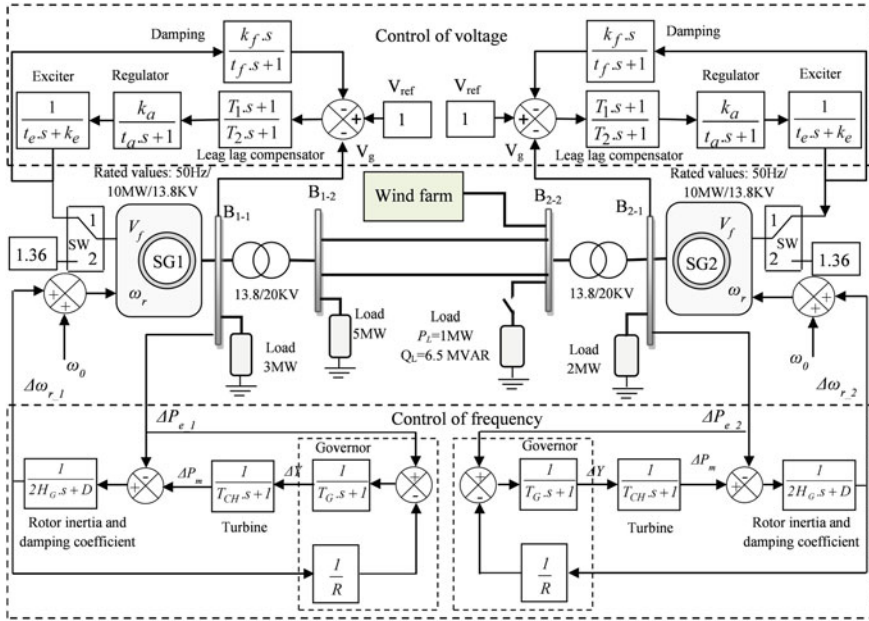 Damping
k_f.s
t_f.s+1
Control of voltage
k_f.s
t_f.s+1
Damping
Exciter
Regulator
V_ref
V_ref
Regulator
Exciter
1
t_e.s+k_e
k_a
t_a.s+1
T_1.s+1
T_2.s+1
-
+
-
1
1
-
+
-
T_1.s+1
T_2.s+1
k_a
t_a.s+1
1
t_e.s+k_e
Leag lag compensator
V_g
V_g
Leag lag compensator
Rated values: 50Hz/
10MW/13.8KV
Rated values: 50Hz/
10MW/13.8KV
B_1-1
B_1-2
Wind farm
B_2-2
B_2-1
1
SW
2
V_f
SG1
ω_r
V_f
SG2
ω_r
1
SW
2
1.36
1.36
13.8/20KV
13.8/20KV
+
+
+
+
Load
3MW
Load
5MW
Load
P_L=1MW
Q_L=6.5 MVAR
Load
2MW
ω_0
ω_0
Δω_r_1
Δω_r_2
ΔP_e_1
Control of frequency
ΔP_e_2
Governor
Governor
1
2H_G.s+D
+
-
ΔP_m
1
T_CH.s+1
ΔY
1
T_G.s+1
+
-
+
-
1
T_G.s+1
ΔY
1
T_CH.s+1
ΔP_m
-
+
1
2H_G.s+D
Rotor inertia and
damping coefficient
Turbine
Turbine
Rotor inertia and
damping coefficient
1
R
1
R